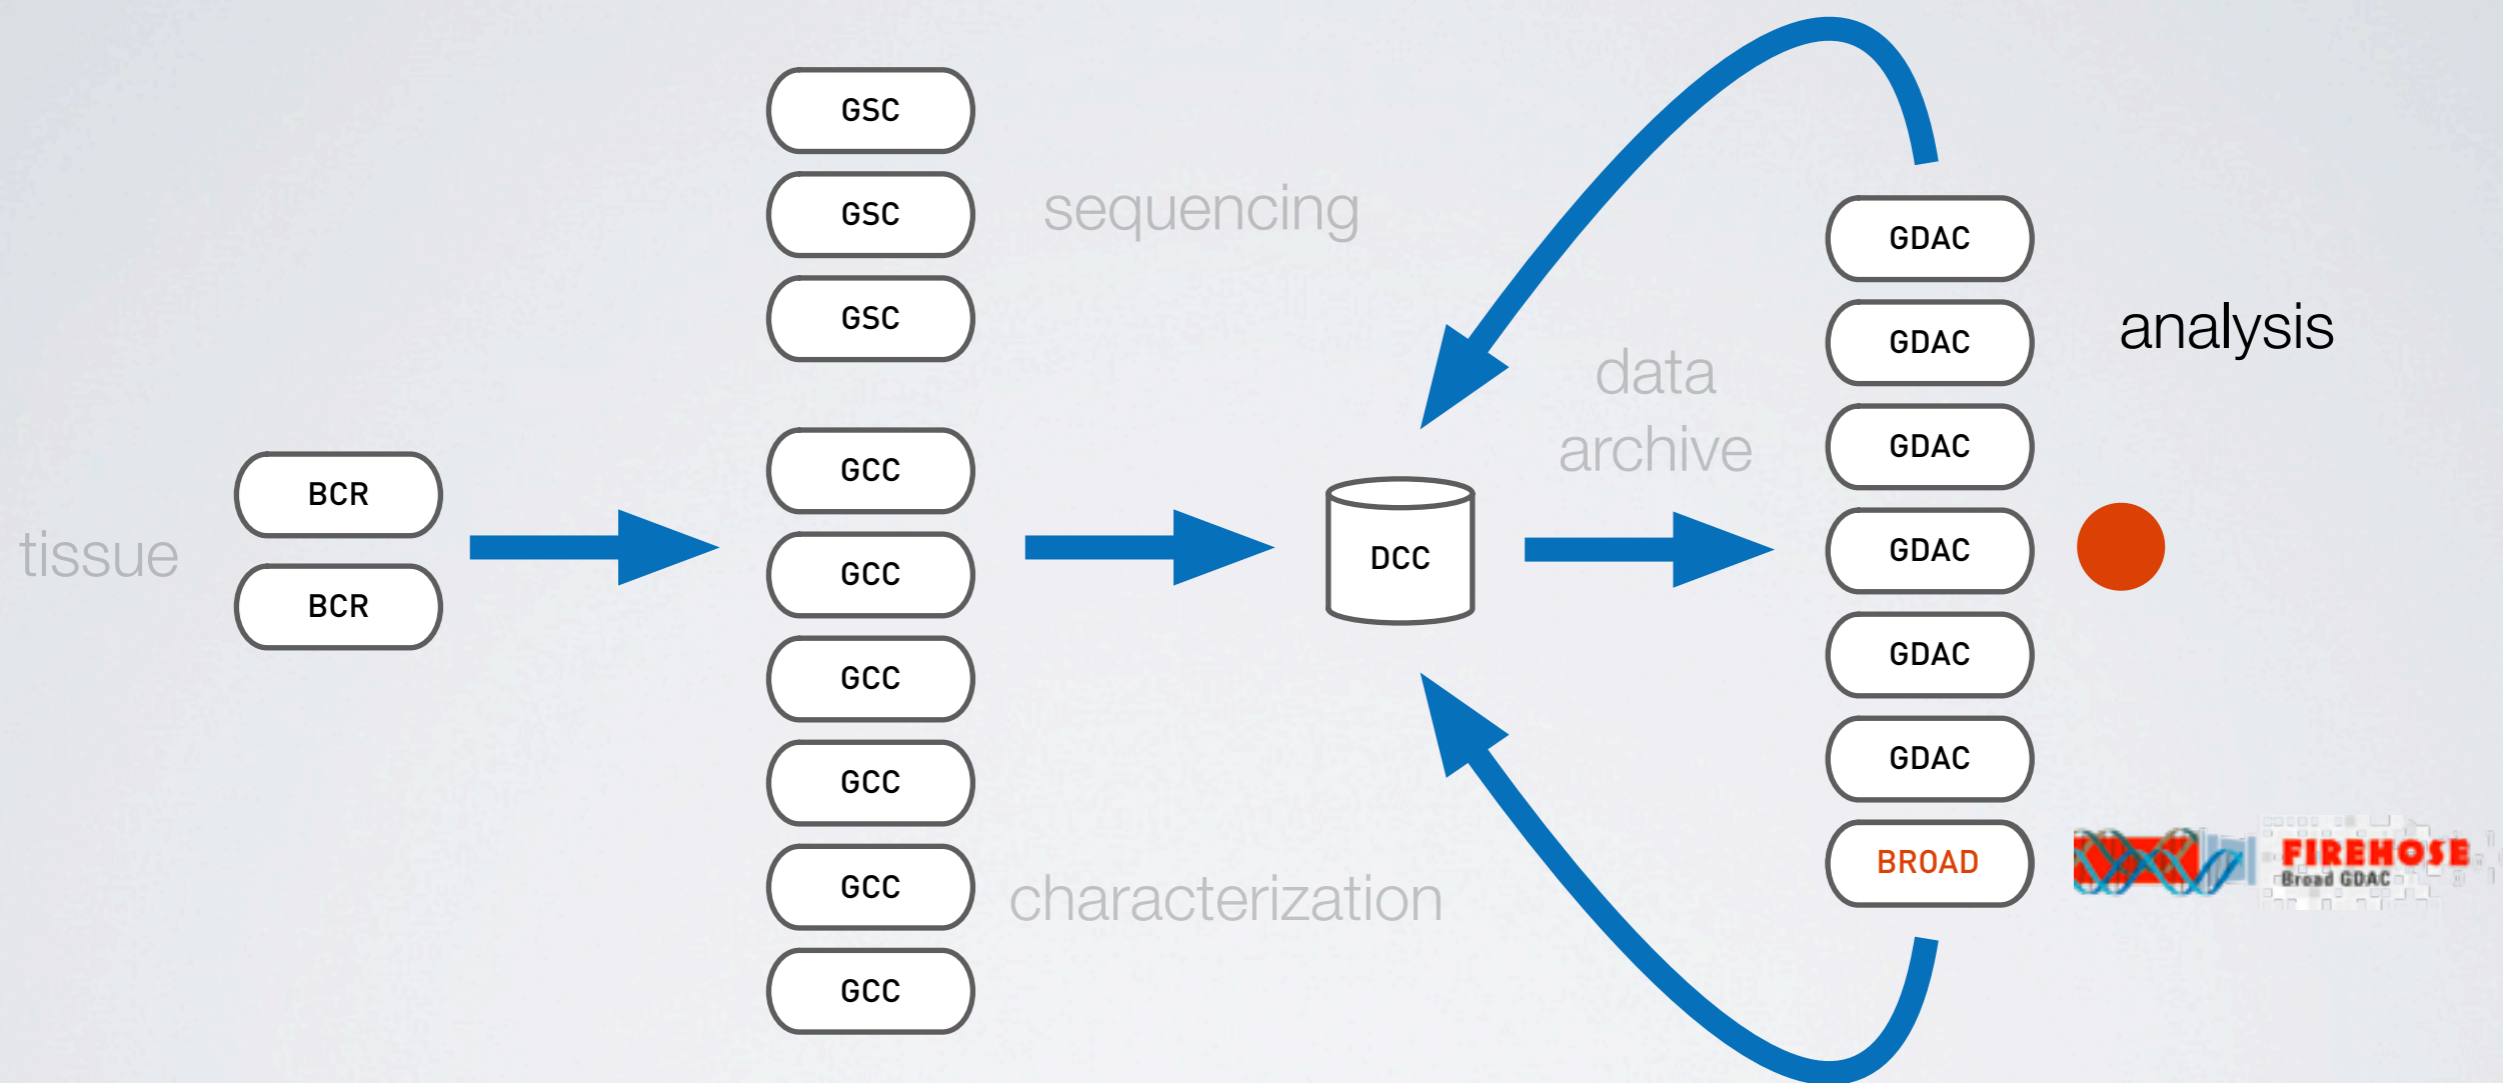 tissue
BCR
BCR
GSC
GSC
GSC
sequencing
GCC
GCC
GCC
GCC
GCC
GCC
characterization
DCC
data
archive
GDAC
GDAC
GDAC
GDAC
GDAC
GDAC
BROAD
analysis
FIREHOSE
Broad GDAC